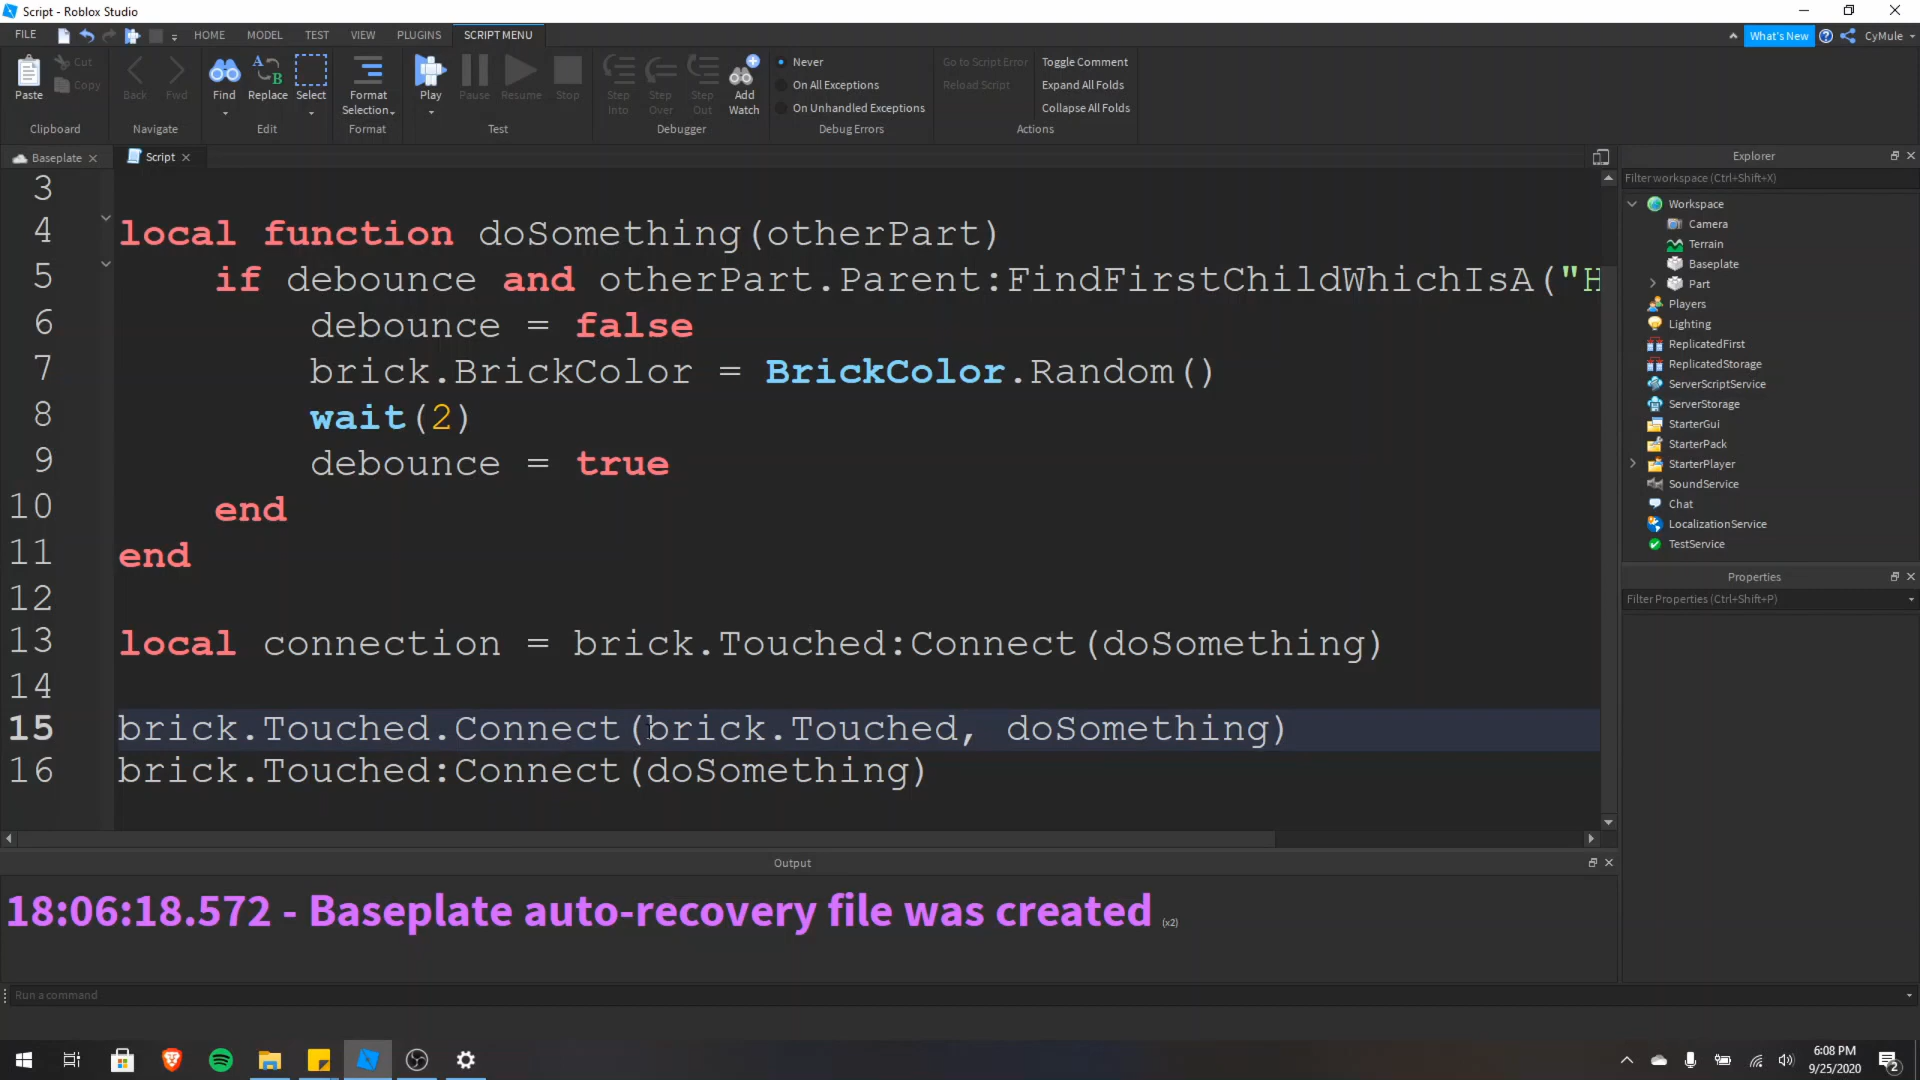 Script - Roblox Studio
FILE HOME MODEL TEST VIEW PLUGINS SCRIPT MENU What's New CyMule
Paste Cut Copy Back Fwd Find Replace Select Format Selection Play Pause Resume Stop Step Into Step Over Step Out Add Watch
Never
On All Exceptions
On Unhandled Exceptions
Go to Script Error
Reload Script
Toggle Comment
Expand All Folds
Collapse All Folds
Clipboard Navigate Edit Format Test Debugger Debug Errors Actions
Baseplate Script
3
4 local function doSomething(otherPart)
5 if debounce and otherPart.Parent:FindFirstChildWhichIsA("H
6 debounce = false
7 brick.BrickColor = BrickColor.Random()
8 wait(2)
9 debounce = true
10 end
11 end
12
13 local connection = brick.Touched:Connect(doSomething)
14
15 brick.Touched.Connect(brick.Touched, doSomething)
16 brick.Touched:Connect(doSomething)
Explorer
Filter workspace (Ctrl+Shift+X)
Workspace
Camera
Terrain
Baseplate
Part
Players
Lighting
ReplicatedFirst
ReplicatedStorage
ServerScriptService
ServerStorage
StarterGui
StarterPack
StarterPlayer
SoundService
Chat
LocalizationService
TestService
Properties
Filter Properties (Ctrl+Shift+P)
Output
18:06:18.572 - Baseplate auto-recovery file was created (x2)
Run a command
6:08 PM
9/25/2020
2